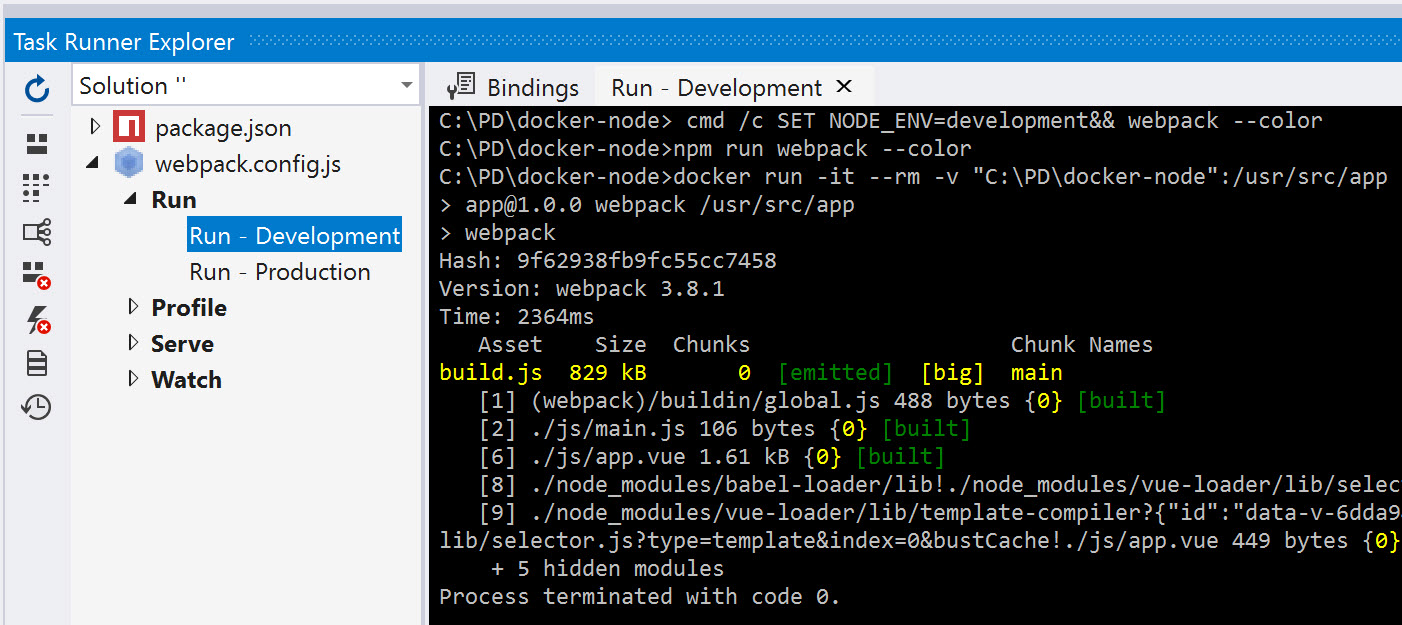 Task Runner Explorer
Solution ''
package.json
webpack.config.js
Run
Run - Development
Run - Production
Profile
Serve
Watch
Bindings
Run - Development
C:\PD\docker-node> cmd /c SET NODE_ENV=development&& webpack --color
C:\PD\docker-node>npm run webpack --color
C:\PD\docker-node>docker run -it --rm -v "C:\PD\docker-node":/usr/src/app
> app@1.0.0 webpack /usr/src/app
> webpack
Hash: 9f62938fb9fc55cc7458
Version: webpack 3.8.1
Time: 2364ms
Asset Size Chunks Chunk Names
build.js 829 kB 0 [emitted] [big] main
[1] (webpack)/buildin/global.js 488 bytes {0} [built]
[2] ./js/main.js 106 bytes {0} [built]
[6] ./js/app.vue 1.61 kB {0} [built]
[8] ./node_modules/babel-loader/lib!./node_modules/vue-loader/lib/selec
[9] ./node_modules/vue-loader/lib/template-compiler?{"id":"data-v-6dda9
lib/selector.js?type=template&index=0&bustCache!./js/app.vue 449 bytes {0}
+ 5 hidden modules
Process terminated with code 0.